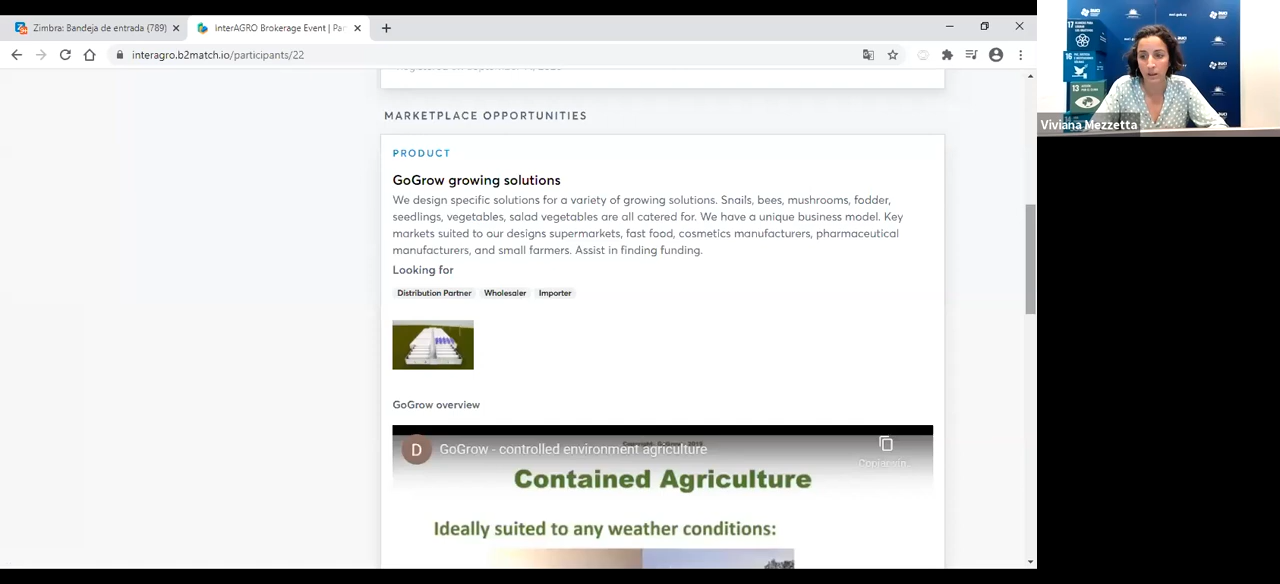 Zimbra: Bandeja de entrada (789)
InterAGRO Brokerage Event | Par
interagro.b2match.io/participants/22
MARKETPLACE OPPORTUNITIES
PRODUCT
GoGrow growing solutions
We design specific solutions for a variety of growing solutions. Snails, bees, mushrooms, fodder,
seedlings, vegetables, salad vegetables are all catered for. We have a unique business model. Key
markets suited to our designs supermarkets, fast food, cosmetics manufacturers, pharmaceutical
manufacturers, and small farmers. Assist in finding funding.
Looking for
Distribution Partner Wholesaler Importer
GoGrow overview
D GoGrow - controlled environment agriculture
Contained Agriculture
Ideally suited to any weather conditions:
Viviana Mezzetta
17
16
13